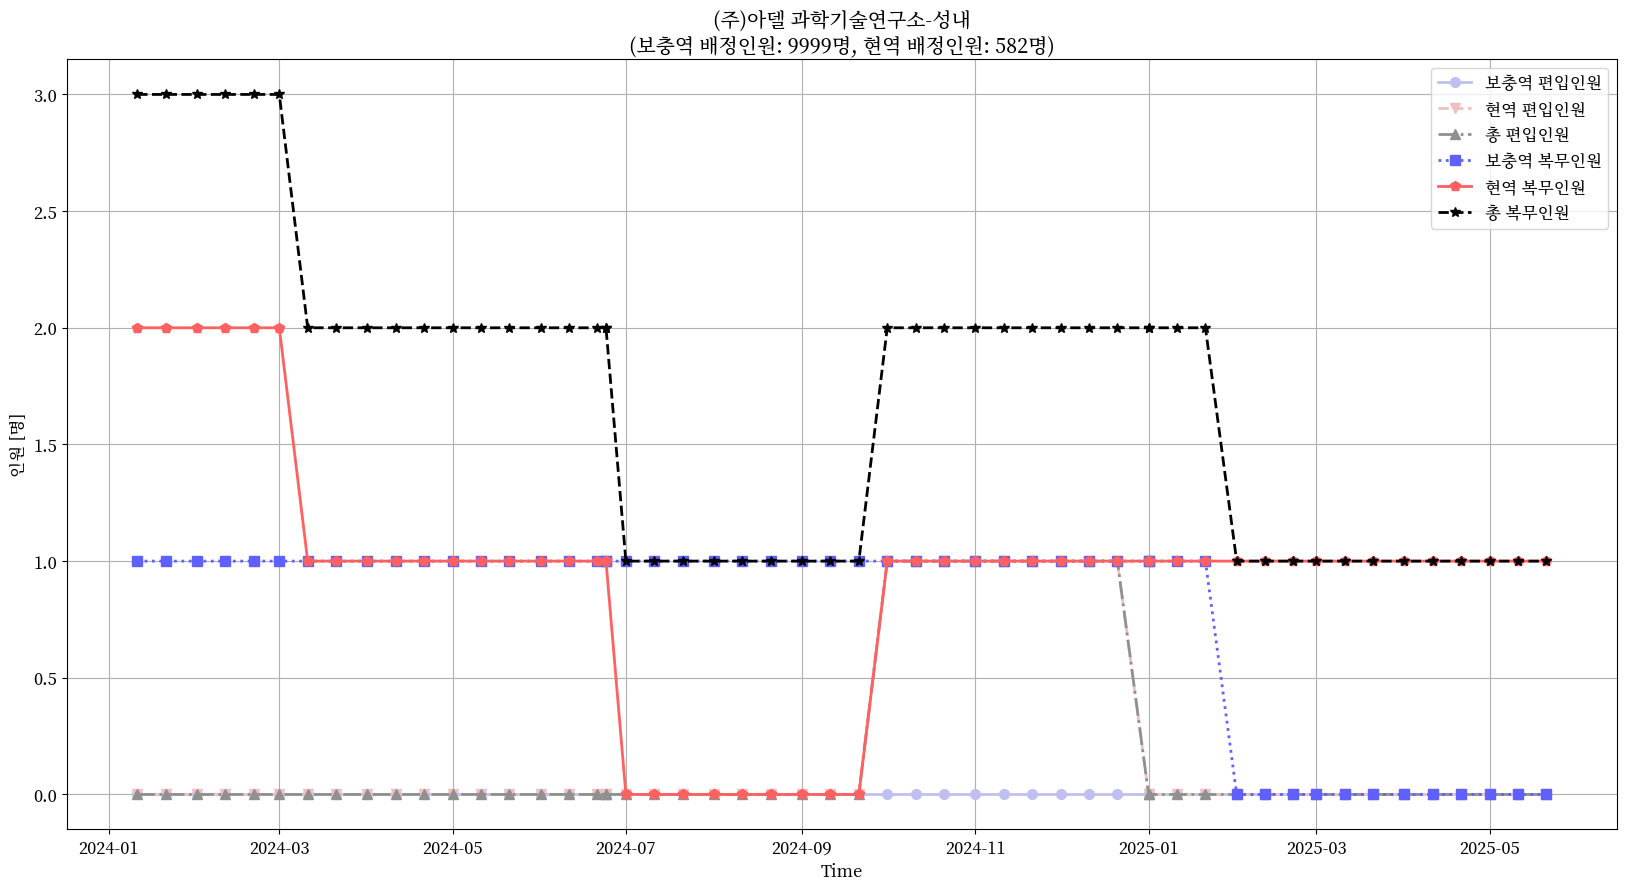 (주)아델 과학기술연구소-성내
(보충역 배정인원: 9999명, 현역 배정인원: 582명)
보충역 편입인원
현역 편입인원
총 편입인원
보충역 복무인원
현역 복무인원
총 복무인원
3.0
2.5
2.0
1.5
1.0
0.5
0.0
인원 [명]
2024-01
2024-03
2024-05
2024-07
2024-09
2024-11
2025-01
2025-03
2025-05
Time